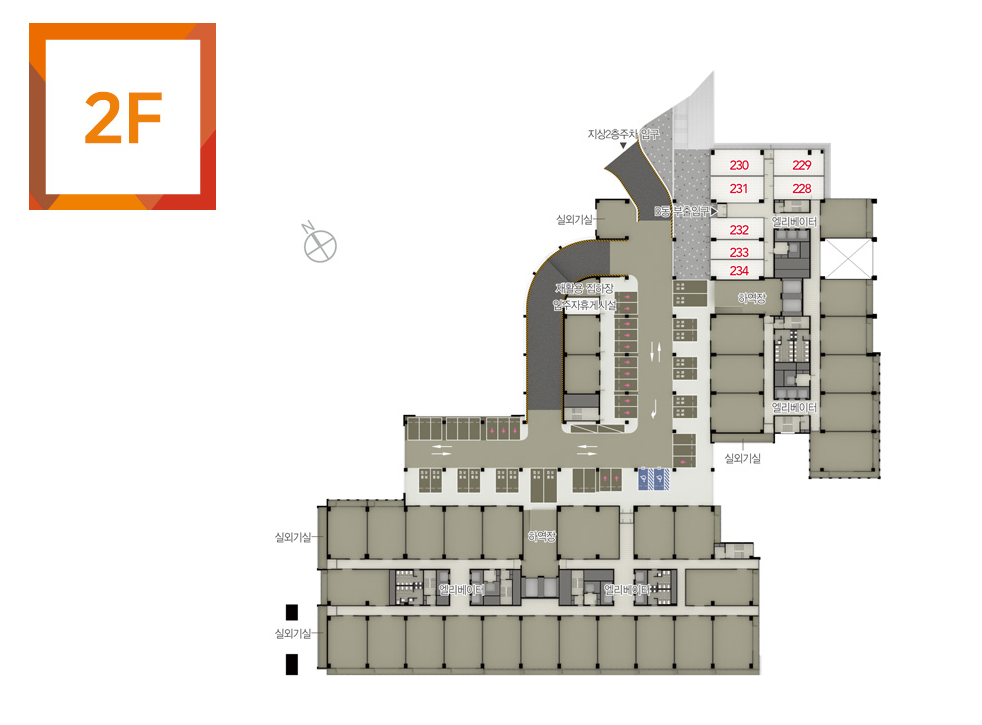 2F
지상2층주차 입구
230
229
231
228
N
B동 부출입구
실외기실
엘리베이터
232
233
234
재활용 집하장
하역장
입주자휴게시설
엘리베이터
실외기실
실외기실
하역장
엘리베이터
엘리베이터
실외기실